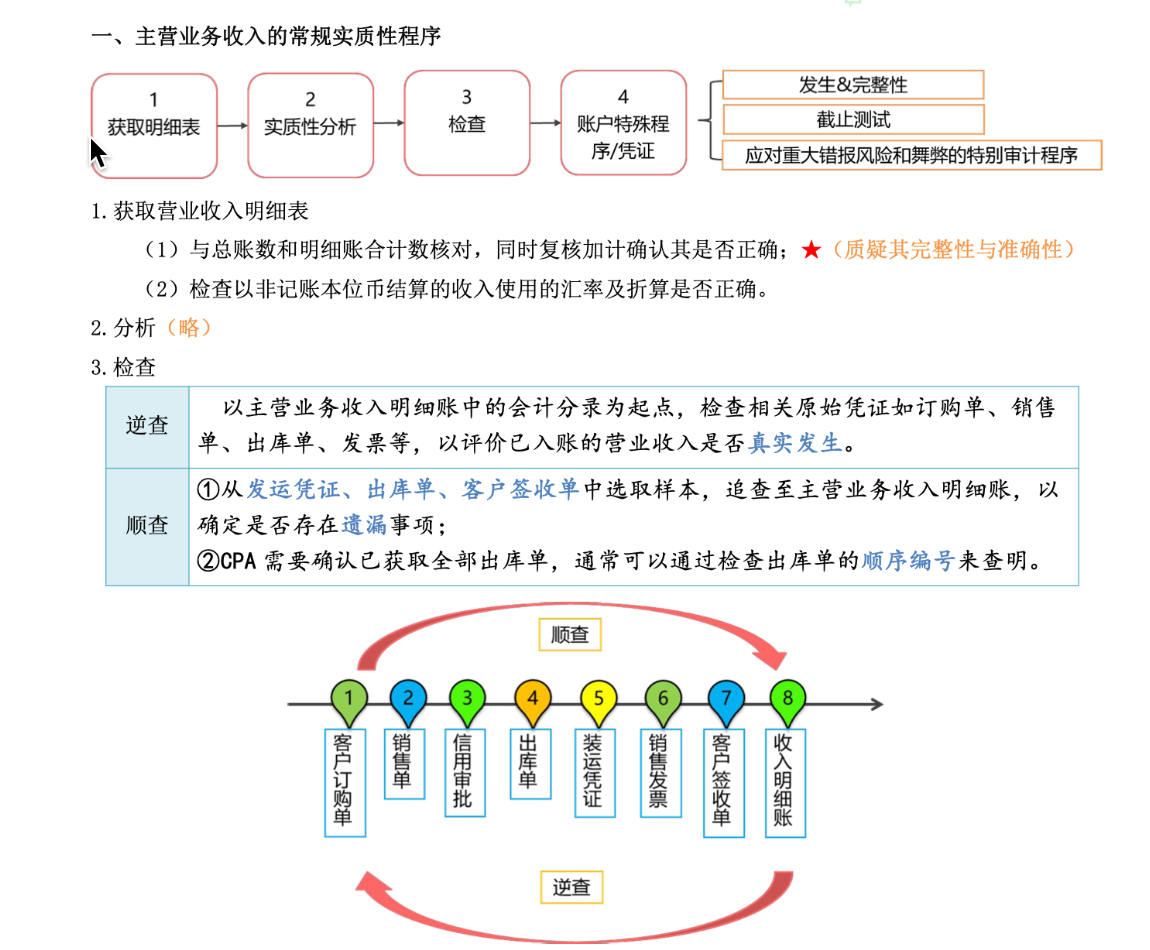 一、主营业务收入的常规实质性程序
1
获取明细表
2
实质性分析
3
检查
4
账户特殊程
序/凭证
发生&完整性
截止测试
应对重大错报风险和舞弊的特别审计程序
1.获取营业收入明细表
（1）与总账数和明细账合计数核对，同时复核加计确认其是否正确；★（质疑其完整性与准确性）
（2）检查以非记账本位币结算的收入使用的汇率及折算是否正确。
2.分析（略）
3.检查
逆查
以主营业务收入明细账中的会计分录为起点，检查相关原始凭证如订购单、销售
单、出库单、发票等，以评价已入账的营业收入是否真实发生。
顺查
①从发运凭证、出库单、客户签收单中选取样本，追查至主营业务收入明细账，以
确定是否存在遗漏事项；
②CPA 需要确认已获取全部出库单，通常可以通过检查出库单的顺序编号来查明。
顺查
1
2
3
4
5
6
7
8
客户订购单
销售单
信用审批
出库单
装运凭证
销售发票
客户签收单
收入明细账
逆查